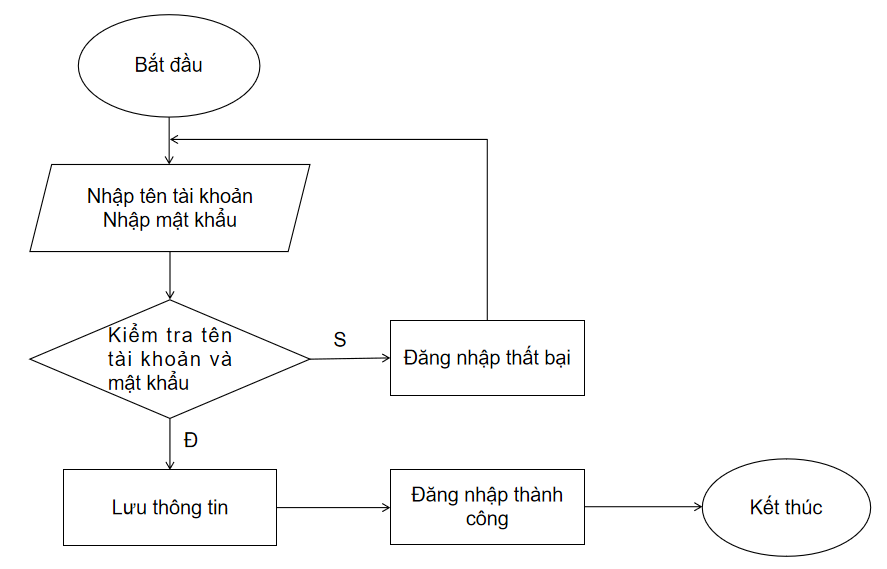 Bắt đầu
Nhập tên tài khoản
Nhập mật khẩu
Kiểm tra tên
tài khoản và
mật khẩu
S
Đăng nhập thất bại
Đ
Lưu thông tin
Đăng nhập thành
công
Kết thúc